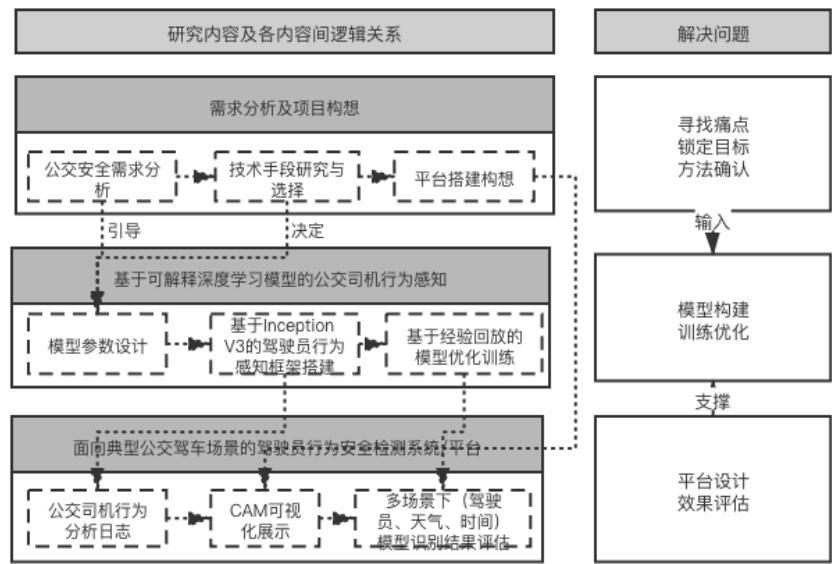 研究内容及各内容间逻辑关系
解决问题
需求分析及项目构想
公交安全需求分
析
技术手段研究与
选择
平台搭建构想
寻找痛点
锁定目标
方法确认
引导
决定
输入
基于可解释深度学习模型的公交司机行为感知
模型参数设计
基于Inception
V3的驾驶员行为
感知框架搭建
基于经验回放的
模型优化训练
模型构建
训练优化
支撑
面向典型公交驾车场景的驾驶员行为安全检测系统/平台
公交司机行为
分析日志
CAM可视
化展示
多场景下（驾驶
员、天气、时间）
模型识别结果评估
平台设计
效果评估